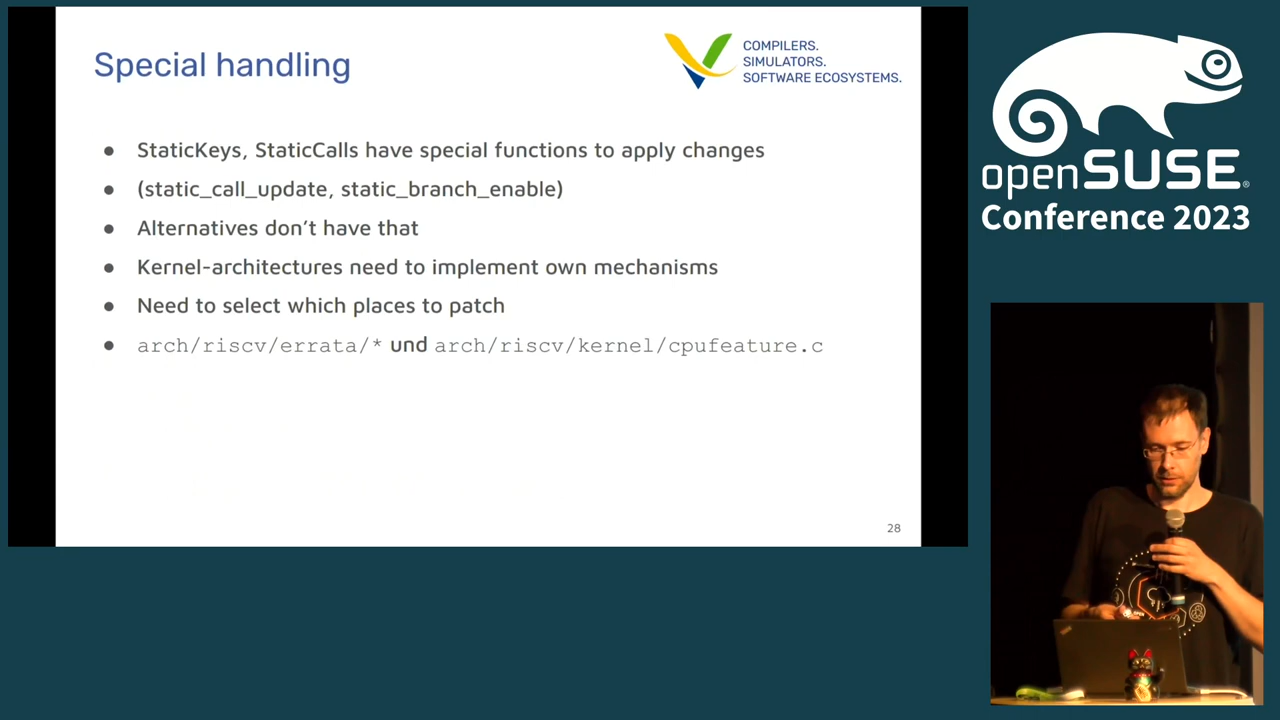 Special handling
COMPILERS.
SIMULATORS.
SOFTWARE ECOSYSTEMS.
● StaticKeys, StaticCalls have special functions to apply changes
● (static_call_update, static_branch_enable)
● Alternatives don’t have that
● Kernel-architectures need to implement own mechanisms
● Need to select which places to patch
● arch/riscv/errata/* und arch/riscv/kernel/cpufeature.c
28
openSUSE®
Conference 2023